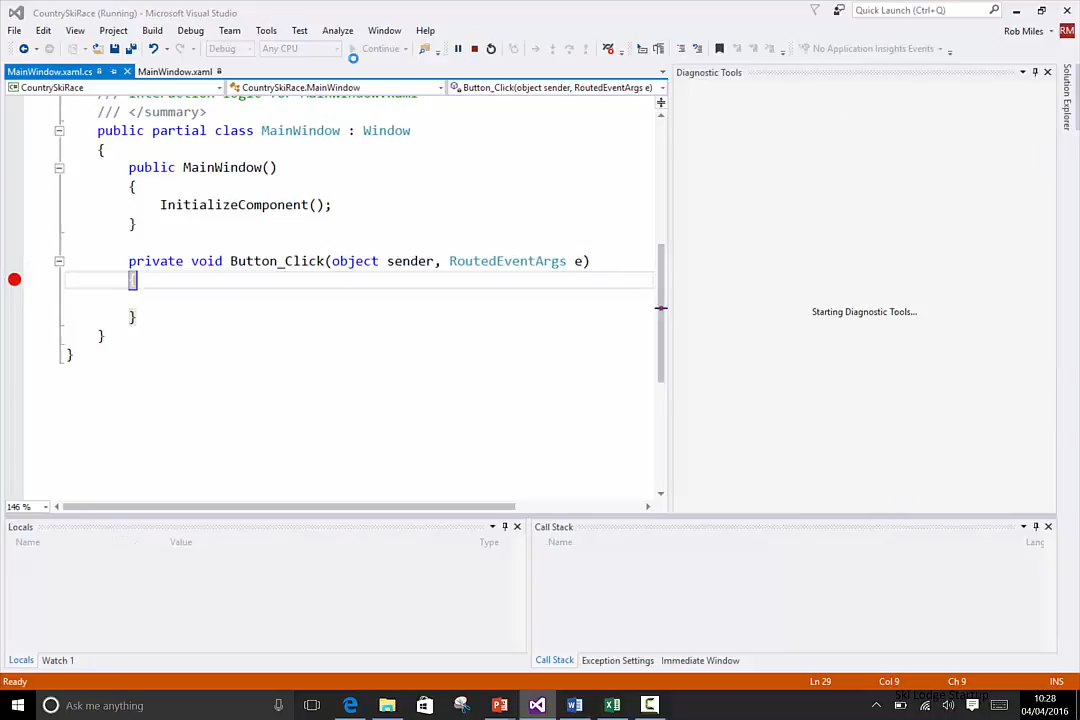 CountrySkiRace (Running) - Microsoft Visual Studio
Quick Launch (Ctrl+Q)
File Edit View Project Build Debug Team Tools Test Analyze Window Help
Rob Miles RM
Debug Any CPU Continue No Application Insights Events
MainWindow.xaml.cs MainWindow.xaml
Diagnostic Tools
CountrySkiRace CountrySkiRace.MainWindow Button_Click(object sender, RoutedEventArgs e)
/// </summary>
public partial class MainWindow : Window
{
public MainWindow()
{
InitializeComponent();
}
private void Button_Click(object sender, RoutedEventArgs e)
{
}
}
}
Starting Diagnostic Tools...
Solution Explorer
146 %
Locals
Name Value Type
Call Stack
Name Lang
Locals Watch 1
Call Stack Exception Settings Immediate Window
Ready Ln 29 Col 9 Ch 9 INS
Ski Lodge Startup
Ask me anything
10:28
04/04/2016